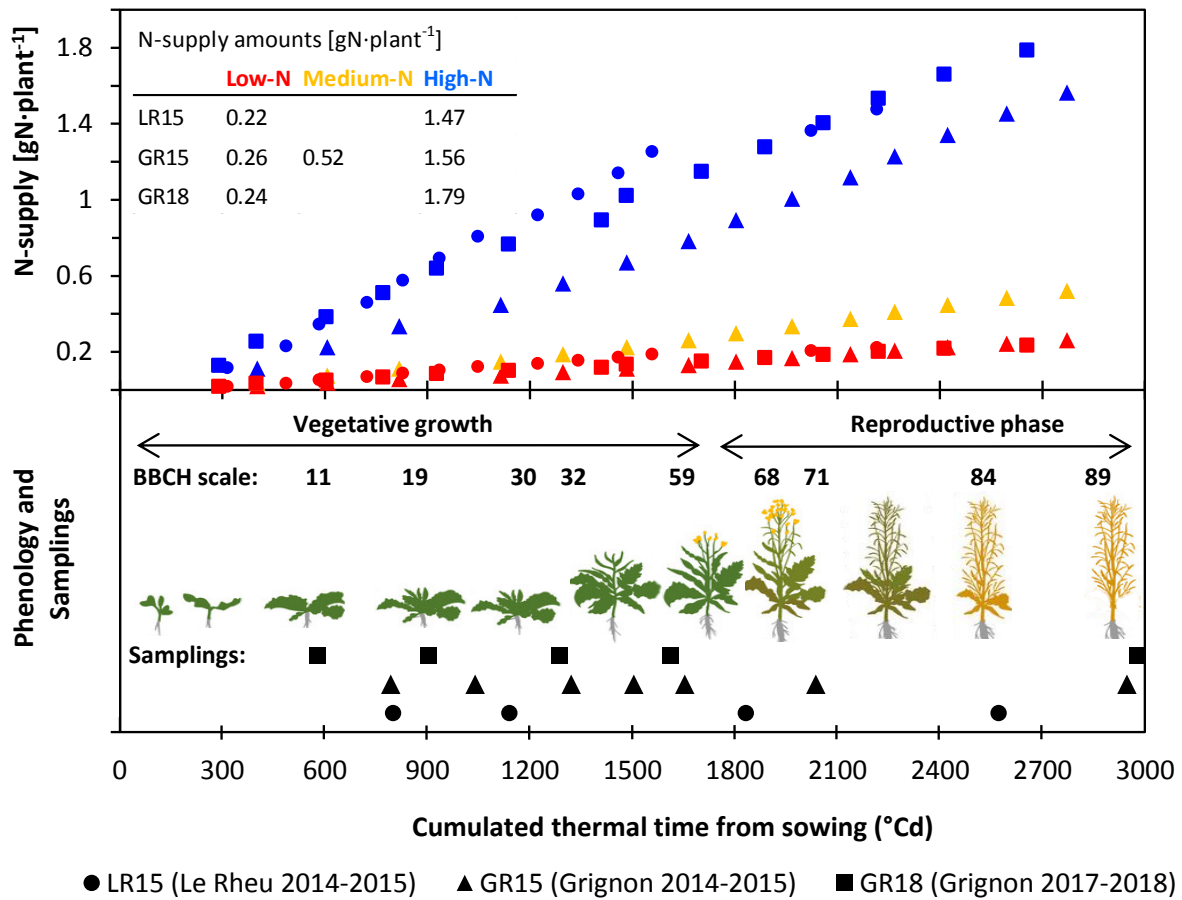 N-supply [gN·plant⁻¹]
1.8
1.4
1
0.6
0.2
N-supply amounts [gN·plant⁻¹]
Low-N Medium-N High-N
LR15 0.22 1.47
GR15 0.26 0.52 1.56
GR18 0.24 1.79
Phenology and
Samplings
Vegetative growth Reproductive phase
BBCH scale: 11 19 30 32 59 68 71 84 89
Samplings:
0 300 600 900 1200 1500 1800 2100 2400 2700 3000
Cumulated thermal time from sowing (°Cd)
LR15 (Le Rheu 2014-2015) GR15 (Grignon 2014-2015) GR18 (Grignon 2017-2018)